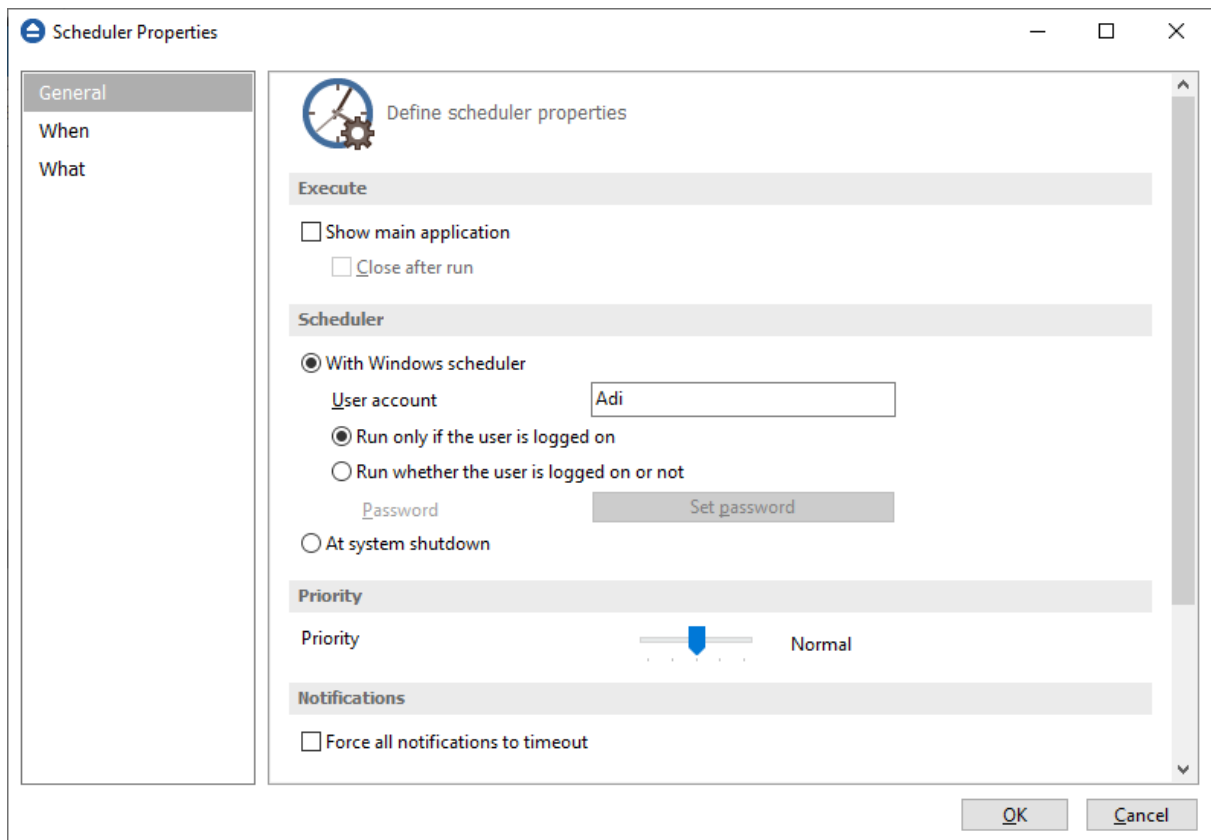 Scheduler Properties
General
When
What
Define scheduler properties
Execute
Show main application
Close after run
Scheduler
With Windows scheduler
User account
Adi
Run only if the user is logged on
Run whether the user is logged on or not
Password
Set password
At system shutdown
Priority
Priority
Normal
Notifications
Force all notifications to timeout
OK
Cancel